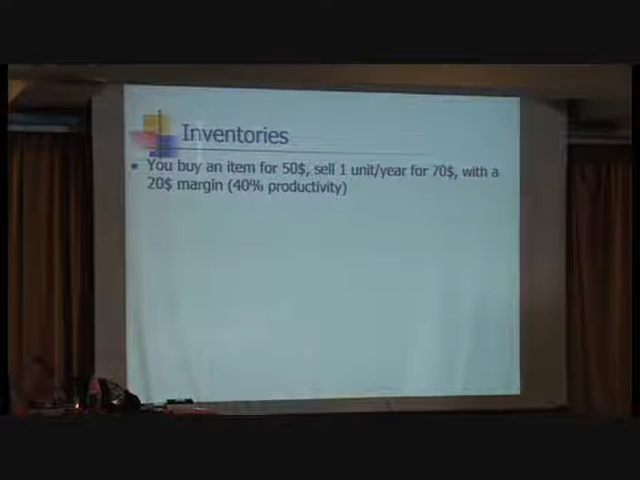 Inventories
You buy an item for 50$, sell 1 unit/year for 70$, with a
20$ margin (40% productivity)